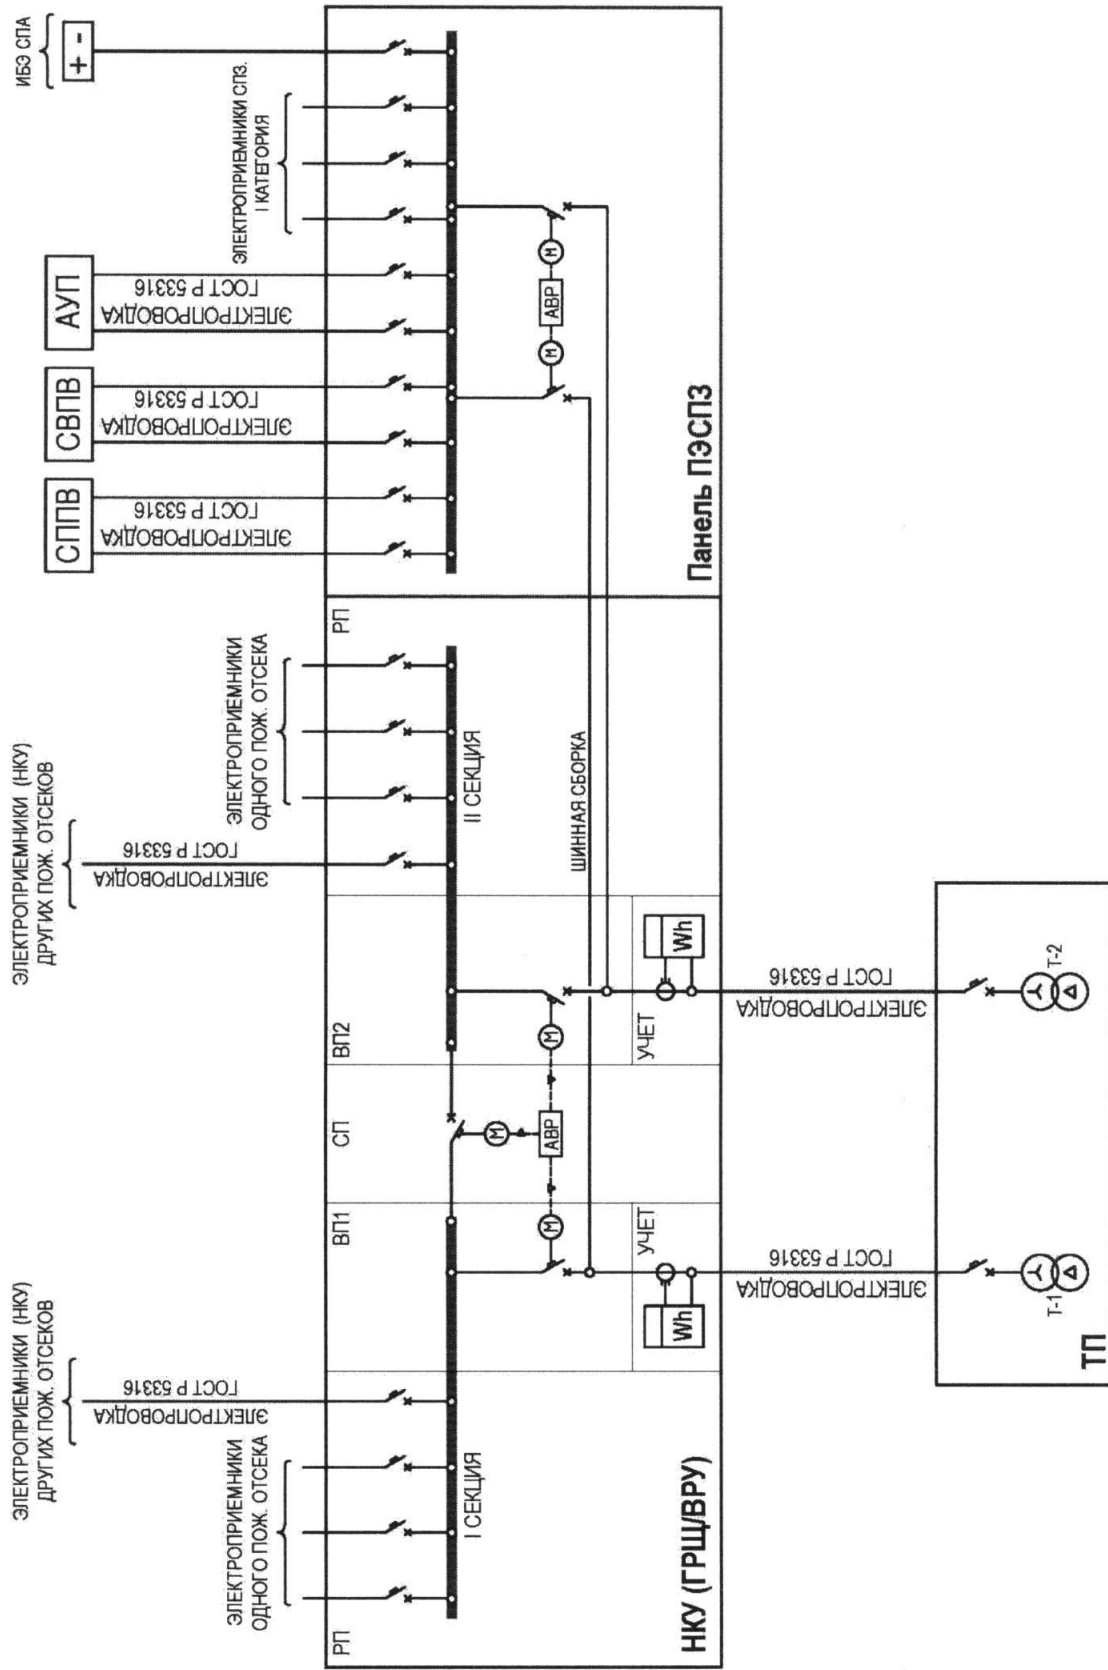 ЭЛЕКТРОПРИЕМНИКИ (НКУ)
ДРУГИХ ПОЖ. ОТСЕКОВ
ЭЛЕКТРОПРИЕМНИКИ (НКУ)
ДРУГИХ ПОЖ. ОТСЕКОВ
СППВ
СВПВ
АУП
ИБЭ СПА
+ -
ЭЛЕКТРОПРИЕМНИКИ
ОДНОГО ПОЖ. ОТСЕКА
ЭЛЕКТРОПРОВОДКА
ГОСТ Р 53316
ЭЛЕКТРОПРОВОДКА
ГОСТ Р 53316
ЭЛЕКТРОПРИЕМНИКИ
ОДНОГО ПОЖ. ОТСЕКА
ЭЛЕКТРОПРОВОДКА
ГОСТ Р 53316
ЭЛЕКТРОПРОВОДКА
ГОСТ Р 53316
ЭЛЕКТРОПРОВОДКА
ГОСТ Р 53316
ЭЛЕКТРОПРИЕМНИКИ СПЗ.
I КАТЕГОРИЯ
РП
ВП1
СП
ВП2
РП
I СЕКЦИЯ
II СЕКЦИЯ
М
М
АВР
М
М
АВР
М
ШИННАЯ СБОРКА
УЧЕТ
УЧЕТ
Wh
Wh
НКУ (ГРЩ/ВРУ)
Панель ПЭСПЗ
ЭЛЕКТРОПРОВОДКА
ГОСТ Р 53316
ЭЛЕКТРОПРОВОДКА
ГОСТ Р 53316
Т-1
Т-2
ТП